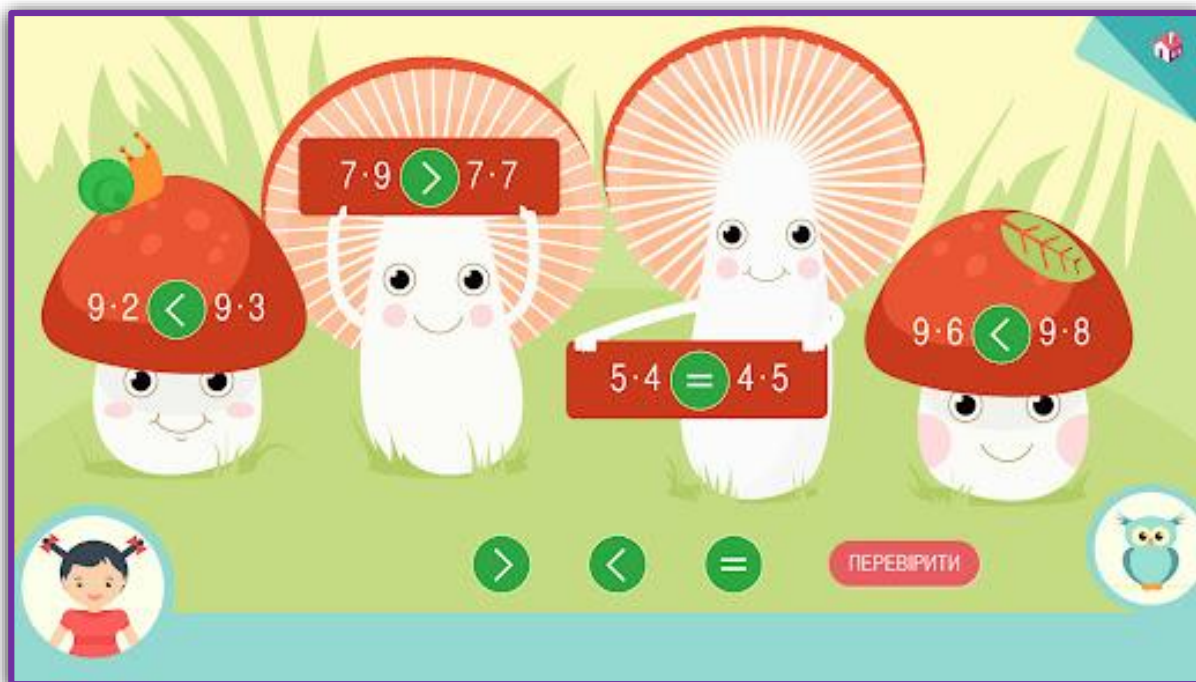 9·2 < 9·3
7·9 > 7·7
5·4 = 4·5
9·6 < 9·8
> < = ПЕРЕВІРИТИ